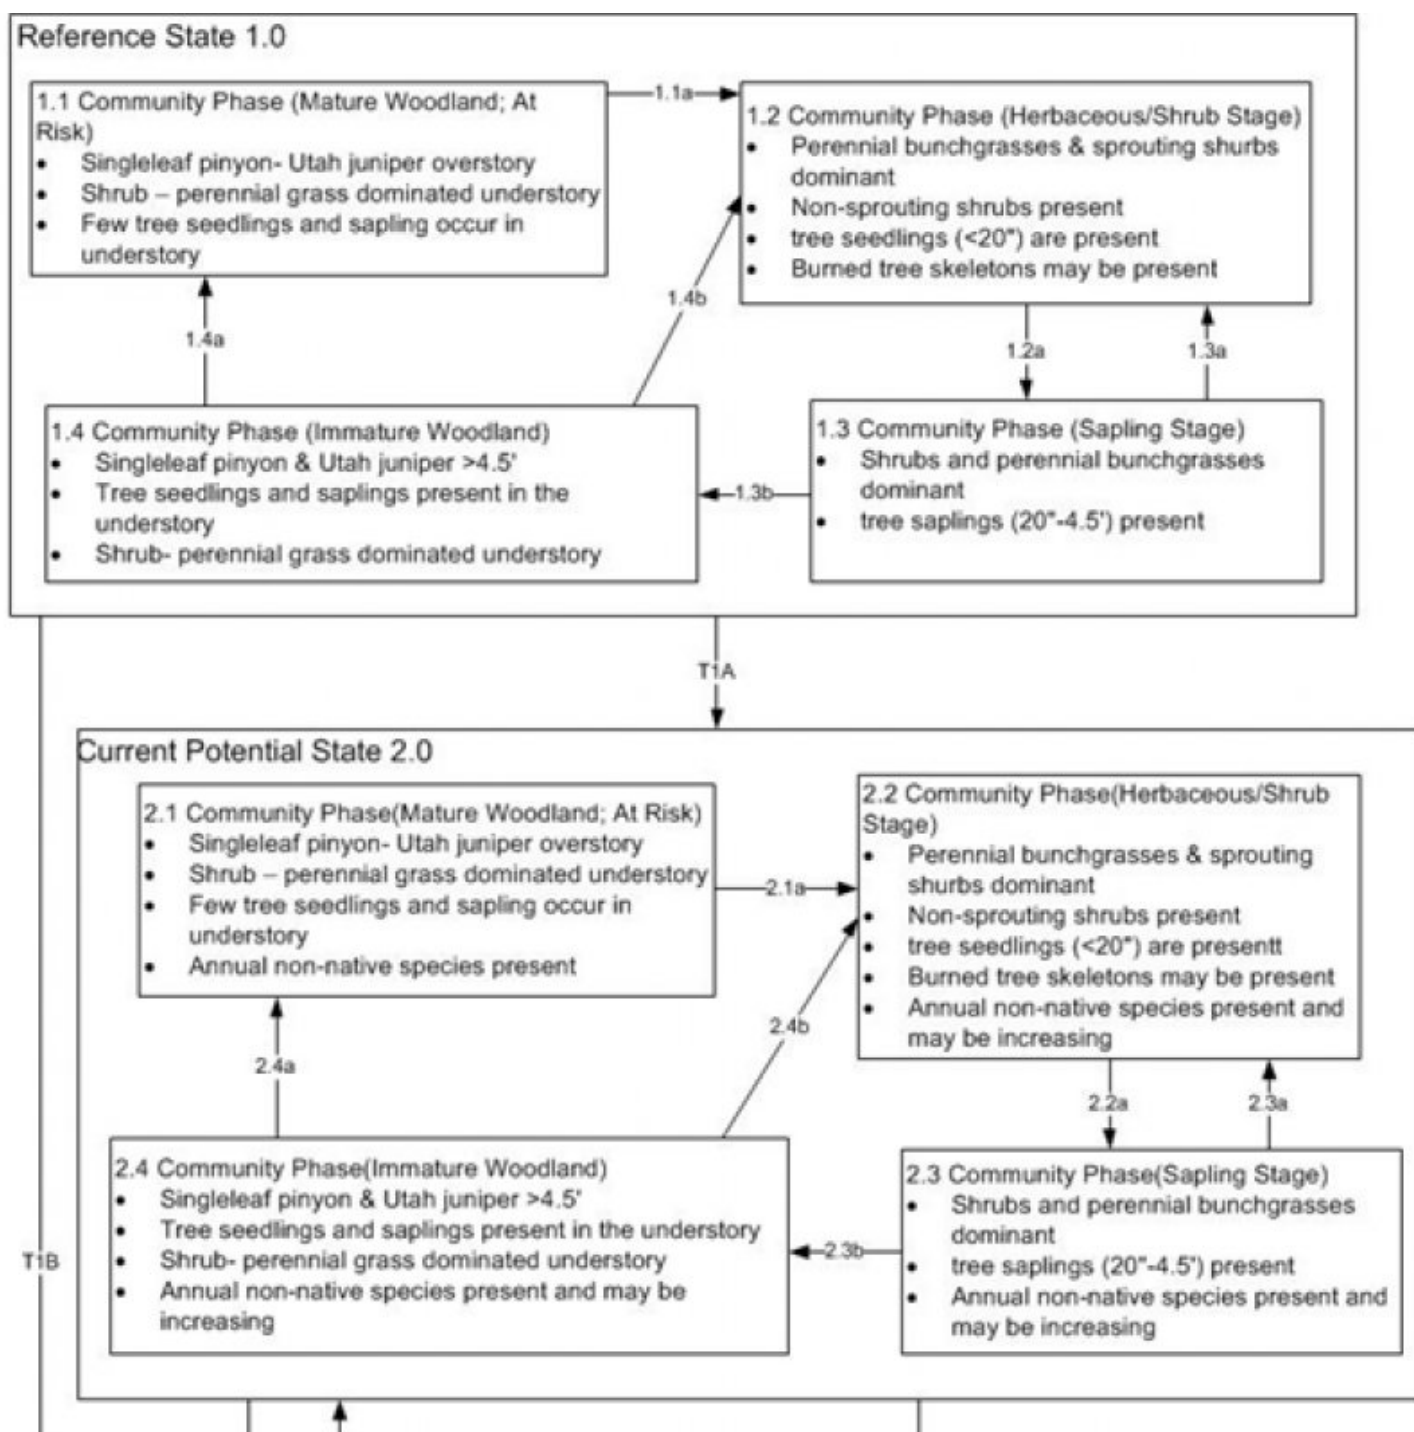 Reference State 1.0
1.1 Community Phase (Mature Woodland; At
Risk)
• Singleleaf pinyon- Utah juniper overstory
• Shrub – perennial grass dominated understory
• Few tree seedlings and sapling occur in
understory
1.1a
1.2 Community Phase (Herbaceous/Shrub Stage)
• Perennial bunchgrasses & sprouting shurbs
dominant
• Non-sprouting shrubs present
• tree seedlings (<20") are present
• Burned tree skeletons may be present
1.4a
1.4b
1.2a
1.3a
1.4 Community Phase (Immature Woodland)
• Singleleaf pinyon & Utah juniper >4.5'
• Tree seedlings and saplings present in the
understory
• Shrub- perennial grass dominated understory
1.3b
1.3 Community Phase (Sapling Stage)
• Shrubs and perennial bunchgrasses
dominant
• tree saplings (20"-4.5') present
T1A
Current Potential State 2.0
2.1 Community Phase(Mature Woodland; At Risk)
• Singleleaf pinyon- Utah juniper overstory
• Shrub – perennial grass dominated understory
• Few tree seedlings and sapling occur in
understory
• Annual non-native species present
2.1a
2.2 Community Phase(Herbaceous/Shrub
Stage)
• Perennial bunchgrasses & sprouting
shurbs dominant
• Non-sprouting shrubs present
• tree seedlings (<20") are presentt
• Burned tree skeletons may be present
• Annual non-native species present and
may be increasing
2.4a
2.4b
2.2a
2.3a
2.4 Community Phase(Immature Woodland)
• Singleleaf pinyon & Utah juniper >4.5'
• Tree seedlings and saplings present in the understory
• Shrub- perennial grass dominated understory
• Annual non-native species present and may be
increasing
2.3b
2.3 Community Phase(Sapling Stage)
• Shrubs and perennial bunchgrasses
dominant
• tree saplings (20"-4.5') present
• Annual non-native species present and
may be increasing
T1B